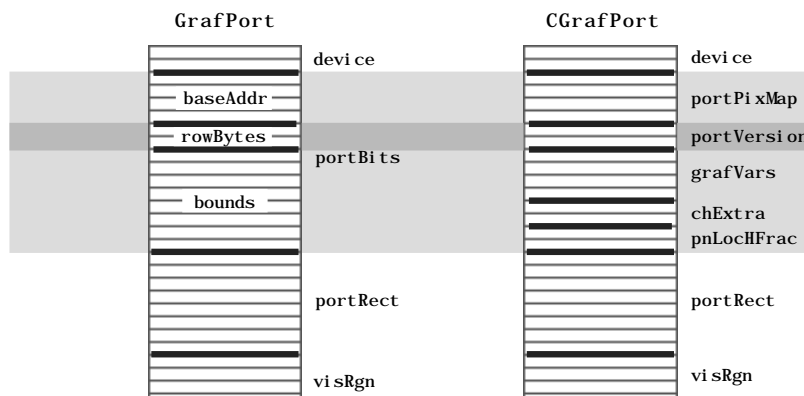 GrafPort
CGrafPort
device
baseAddr
rowBytes
portBits
bounds
portRect
visRgn
device
portPixMap
portVersion
grafVars
chExtra
pnLocHFrac
portRect
visRgn